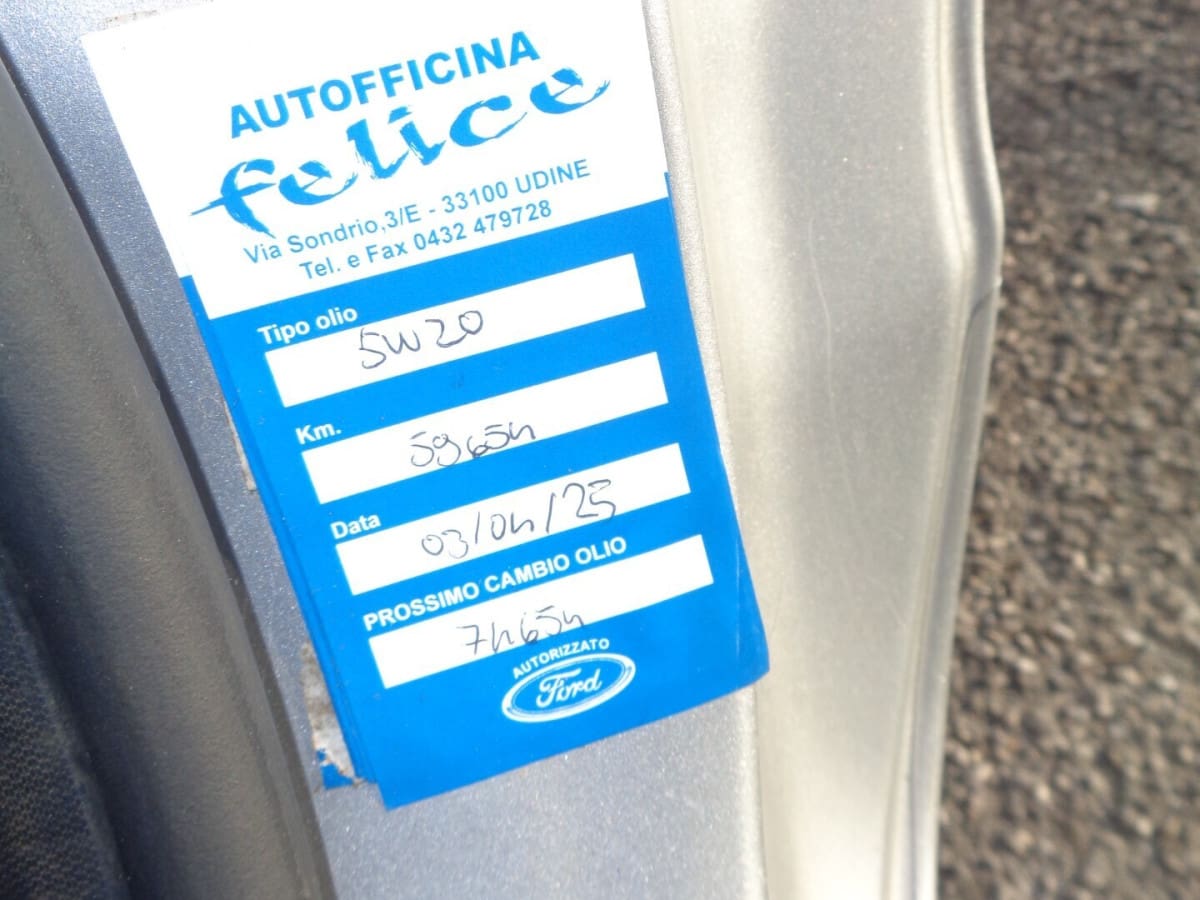 AUTOFFICINA
felice
Via Sondrio,3/E - 33100 UDINE
Tel. e Fax 0432 479728
Tipo olio
5W20
Km.
59654
Data
03/04/25
PROSSIMO CAMBIO OLIO
74654
AUTORIZZATO
Ford